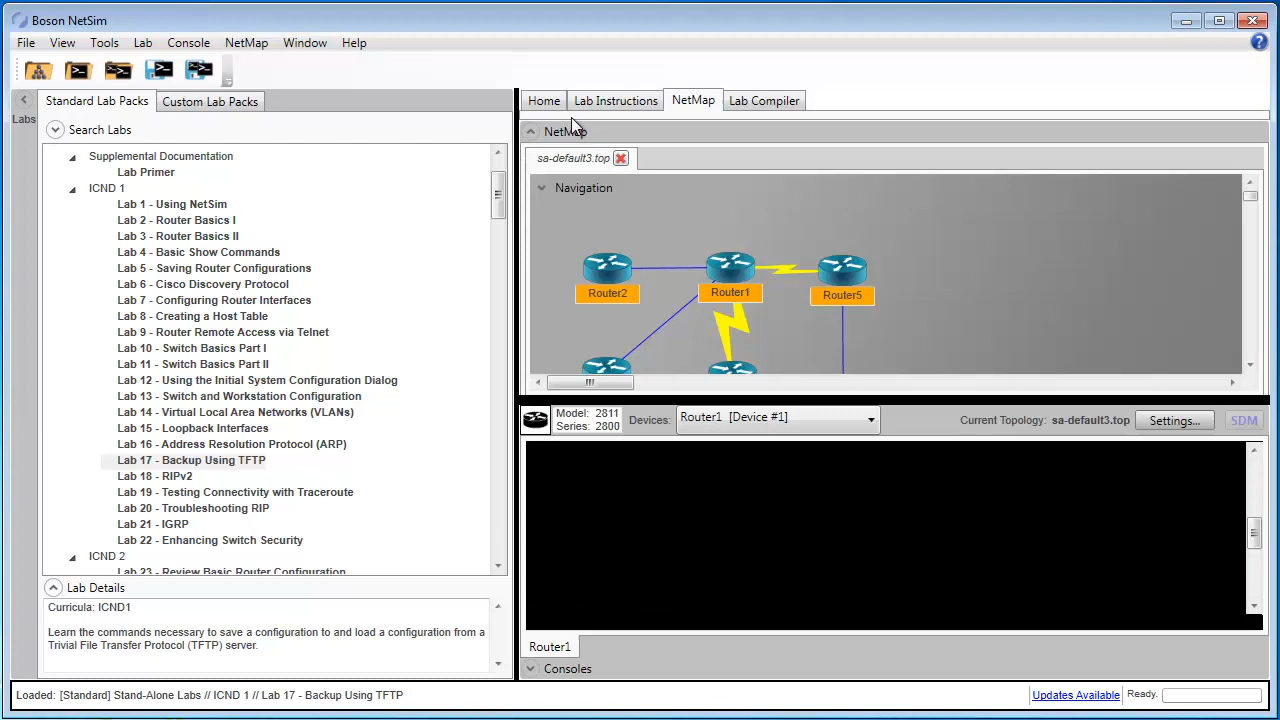 Boson NetSim
File View Tools Lab Console NetMap Window Help
Standard Lab Packs Custom Lab Packs
Labs
Search Labs
Supplemental Documentation
Lab Primer
ICND 1
Lab 1 - Using NetSim
Lab 2 - Router Basics I
Lab 3 - Router Basics II
Lab 4 - Basic Show Commands
Lab 5 - Saving Router Configurations
Lab 6 - Cisco Discovery Protocol
Lab 7 - Configuring Router Interfaces
Lab 8 - Creating a Host Table
Lab 9 - Router Remote Access via Telnet
Lab 10 - Switch Basics Part I
Lab 11 - Switch Basics Part II
Lab 12 - Using the Initial System Configuration Dialog
Lab 13 - Switch and Workstation Configuration
Lab 14 - Virtual Local Area Networks (VLANs)
Lab 15 - Loopback Interfaces
Lab 16 - Address Resolution Protocol (ARP)
Lab 17 - Backup Using TFTP
Lab 18 - RIPv2
Lab 19 - Testing Connectivity with Traceroute
Lab 20 - Troubleshooting RIP
Lab 21 - IGRP
Lab 22 - Enhancing Switch Security
ICND 2
Lab 23 - Review Basic Router Configuration
Lab Details
Curricula: ICND1
Learn the commands necessary to save a configuration to and load a configuration from a
Trivial File Transfer Protocol (TFTP) server.
Home Lab Instructions NetMap Lab Compiler
NetMap
sa-default3.top
Navigation
Router2 Router1 Router5
Model: 2811
Series: 2800
Devices: Router1 [Device #1]
Current Topology: sa-default3.top Settings... SDM
Router1
Consoles
Loaded: [Standard] Stand-Alone Labs // ICND 1 // Lab 17 - Backup Using TFTP
Updates Available Ready.